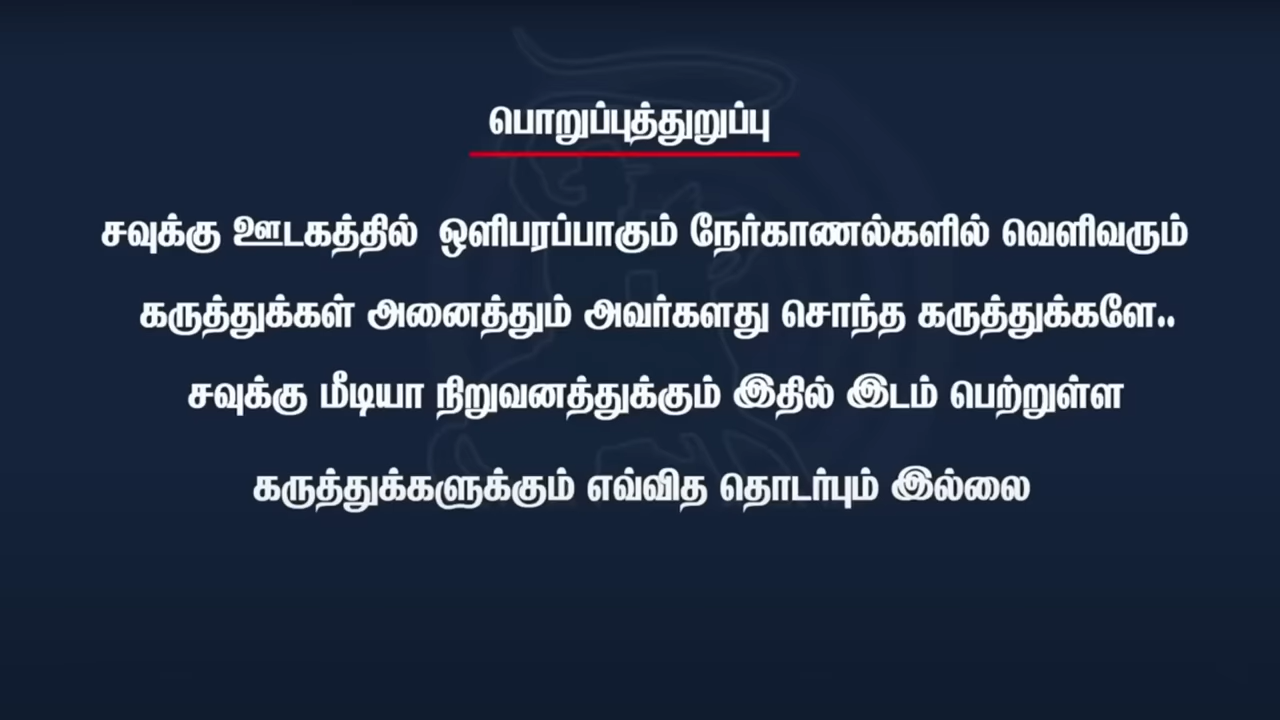 பொறுப்புத்துறுப்பு
சவுக்கு ஊடகத்தில் ஒளிபரப்பாகும் நேர்காணல்களில் வெளிவரும்
கருத்துக்கள் அனைத்தும் அவர்களது சொந்த கருத்துக்களே..
சவுக்கு மீடியா நிறுவனத்துக்கும் இதில் இடம் பெற்றுள்ள
கருத்துக்களுக்கும் எவ்வித தொடர்பும் இல்லை